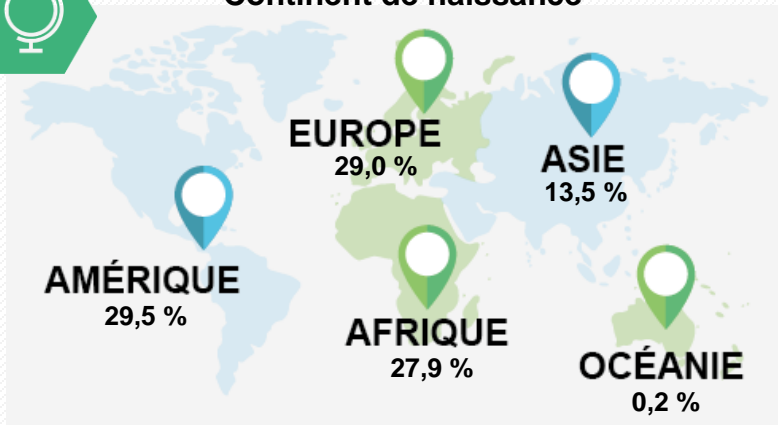 Continent de naissance
EUROPE
29,0 %
ASIE
13,5 %
AMÉRIQUE
29,5 %
AFRIQUE
27,9 %
OCÉANIE
0,2 %